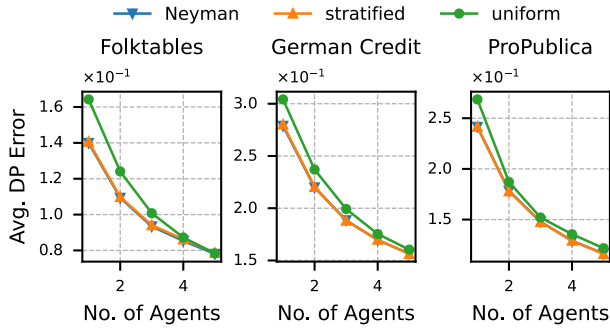 Neyman stratified uniform
Folktables German Credit ProPublica
×10⁻¹ ×10⁻¹ ×10⁻¹
Avg. DP Error
1.6
1.4
1.2
1.0
0.8
3.0
2.5
2.0
1.5
2.5
2.0
1.5
2 4 2 4 2 4
No. of Agents No. of Agents No. of Agents